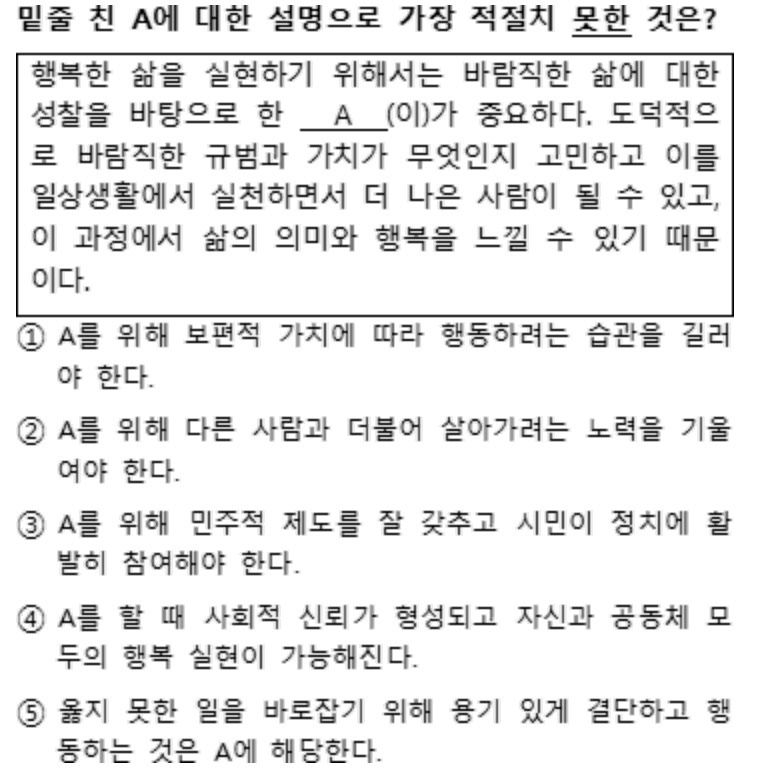 밑줄 친 A에 대한 설명으로 가장 적절치 못한 것은?
행복한 삶을 실현하기 위해서는 바람직한 삶에 대한
성찰을 바탕으로 한 __A__(이)가 중요하다. 도덕적으
로 바람직한 규범과 가치가 무엇인지 고민하고 이를
일상생활에서 실천하면서 더 나은 사람이 될 수 있고,
이 과정에서 삶의 의미와 행복을 느낄 수 있기 때문
이다.
① A를 위해 보편적 가치에 따라 행동하려는 습관을 길러
야 한다.
② A를 위해 다른 사람과 더불어 살아가려는 노력을 기울
여야 한다.
③ A를 위해 민주적 제도를 잘 갖추고 시민이 정치에 활
발히 참여해야 한다.
④ A를 할 때 사회적 신뢰가 형성되고 자신과 공동체 모
두의 행복 실현이 가능해진다.
⑤ 옳지 못한 일을 바로잡기 위해 용기 있게 결단하고 행
동하는 것은 A에 해당한다.